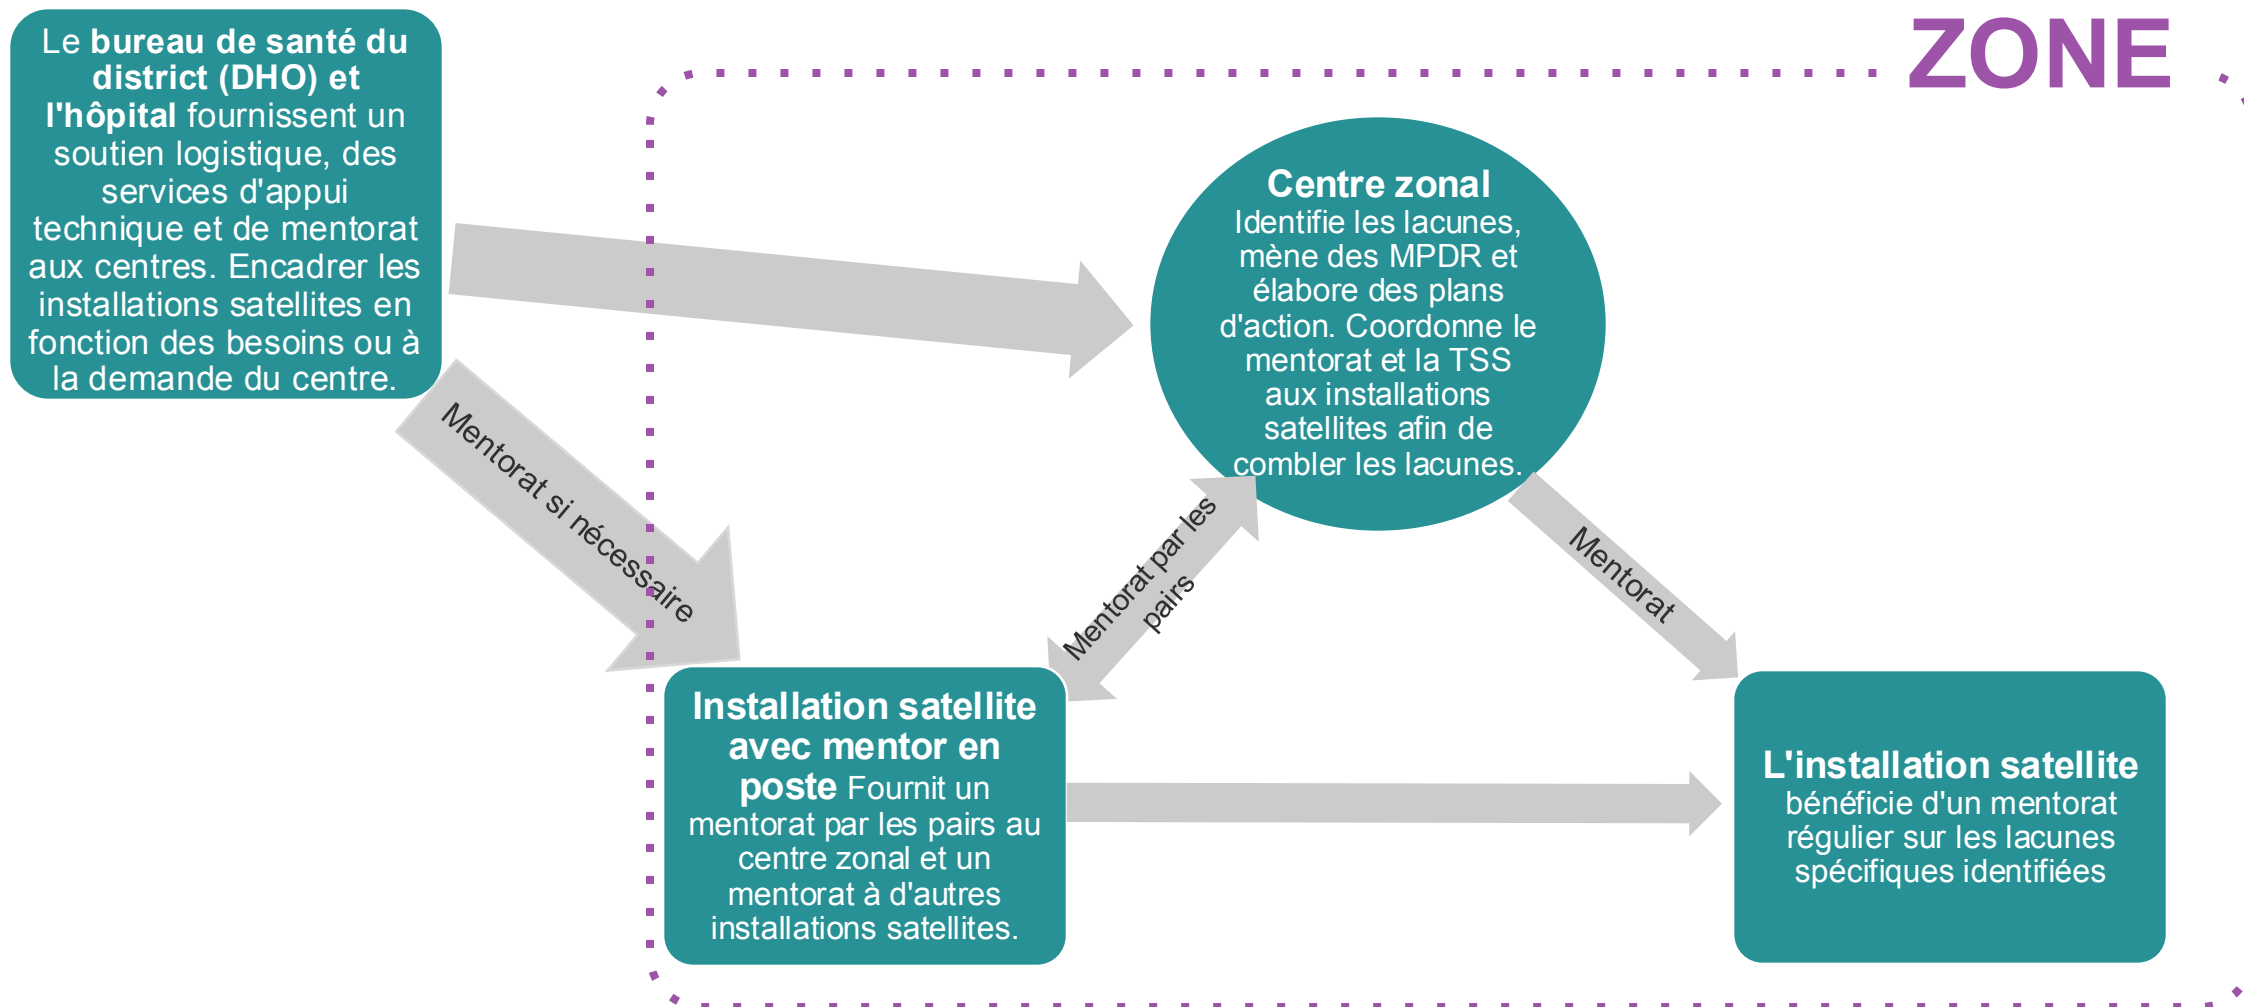 ZONE
Le bureau de santé du
district (DHO) et
l'hôpital fournissent un
soutien logistique, des
services d'appui
technique et de mentorat
aux centres. Encadrer les
installations satellites en
fonction des besoins ou à
la demande du centre.
Centre zonal
Identifie les lacunes,
mène des MPDR et
élabore des plans
d'action. Coordonne le
mentorat et la TSS
aux installations
satellites afin de
combler les lacunes.
Mentorat si nécessaire
Mentorat par les
pairs
Mentorat
Installation satellite
avec mentor en
poste Fournit un
mentorat par les pairs au
centre zonal et un
mentorat à d'autres
installations satellites.
L'installation satellite
bénéficie d'un mentorat
régulier sur les lacunes
spécifiques identifiées